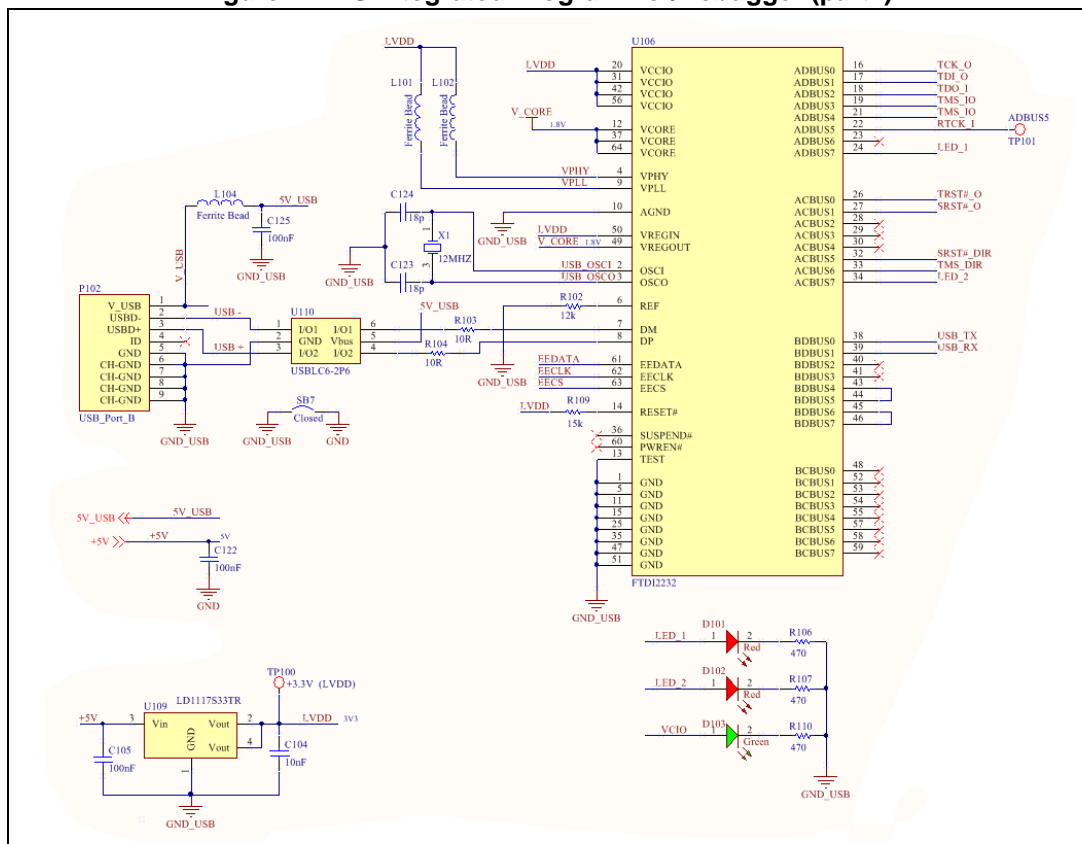 LVDD
L101
L102
Ferrite Bead
Ferrite Bead
VPHY
VPLL
L104
Ferrite Bead
5V_USB
C125
100nF
GND_USB
V_USB
C124
18p
X1
12MHZ
C123
18p
GND_USB
USB_OSCI
USB_OSCO
P102
V_USB 1
USBD- 2
USBD+ 3
ID 4
GND 5
CH-GND 6
CH-GND 7
CH-GND 8
CH-GND 9
USB_Port_B
GND_USB
USB -
USB +
U110
1 I/O1 I/O1 6
2 GND Vbus 5
3 I/O2 I/O2 4
USBLC6-2P6
5V_USB
R103
10R
R104
10R
R102
12k
GND_USB
SB7
Closed
GND_USB
GND
EEDATA
EECLK
EECS
LVDD
R109
15k
U106
LVDD
20 VCCIO
31 VCCIO
42 VCCIO
56 VCCIO
V_CORE
1.8V
12 VCORE
37 VCORE
64 VCORE
4 VPHY
9 VPLL
10 AGND
GND_USB
LVDD 50 VREGIN
V_CORE 1.8V 49 VREGOUT
2 OSCI
3 OSCO
6 REF
7 DM
8 DP
61 EEDATA
62 EECLK
63 EECS
14 RESET#
36 SUSPEND#
60 PWREN#
13 TEST
1 GND
5 GND
11 GND
15 GND
25 GND
35 GND
47 GND
51 GND
GND_USB
FTDI2232
ADBUS0 16 TCK_O
ADBUS1 17 TDI_O
ADBUS2 18 TDO_I
ADBUS3 19 TMS_IO
ADBUS4 21 TMS_IO
ADBUS5 22 RTCK_I
ADBUS6 23
ADBUS7 24 LED_1
ADBUS5
TP101
ACBUS0 26 TRST#_O
ACBUS1 27 SRST#_O
ACBUS2 28
ACBUS3 29
ACBUS4 30
ACBUS5 32 SRST#_DIR
ACBUS6 33 TMS_DIR
ACBUS7 34 LED_2
BDBUS0 38 USB_TX
BDBUS1 39 USB_RX
BDBUS2 40
BDBUS3 41
BDBUS4 43
BDBUS5 44
BDBUS6 45
BDBUS7 46
BCBUS0 48
BCBUS1 52
BCBUS2 53
BCBUS3 54
BCBUS4 55
BCBUS5 57
BCBUS6 58
BCBUS7 59
5V_USB 5V_USB
+5V +5V 5V
C122
100nF
GND
TP100
+3.3V (LVDD)
U109 LD1117S33TR
+5V 3 Vin Vout 2 LVDD 3V3
Vout 4
GND
1
C105
100nF
C104
10nF
GND_USB
LED_1 1 D101 2 R106
Red 470
LED_2 1 D102 2 R107
Red 470
VCIO 1 D103 2 R110
Green 470
GND_USB